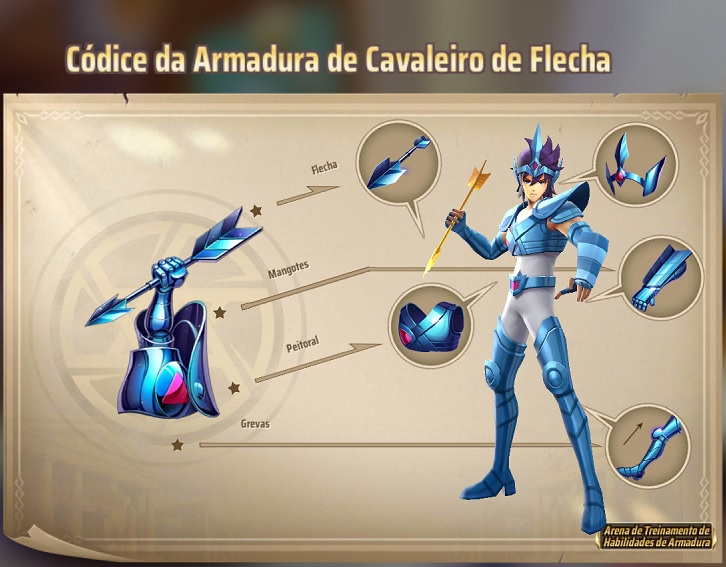 Códice da Armadura de Cavaleiro de Flecha
Flecha
Mangotes
Peitoral
Grevas
Arena de Treinamento de
Habilidades de Armadura